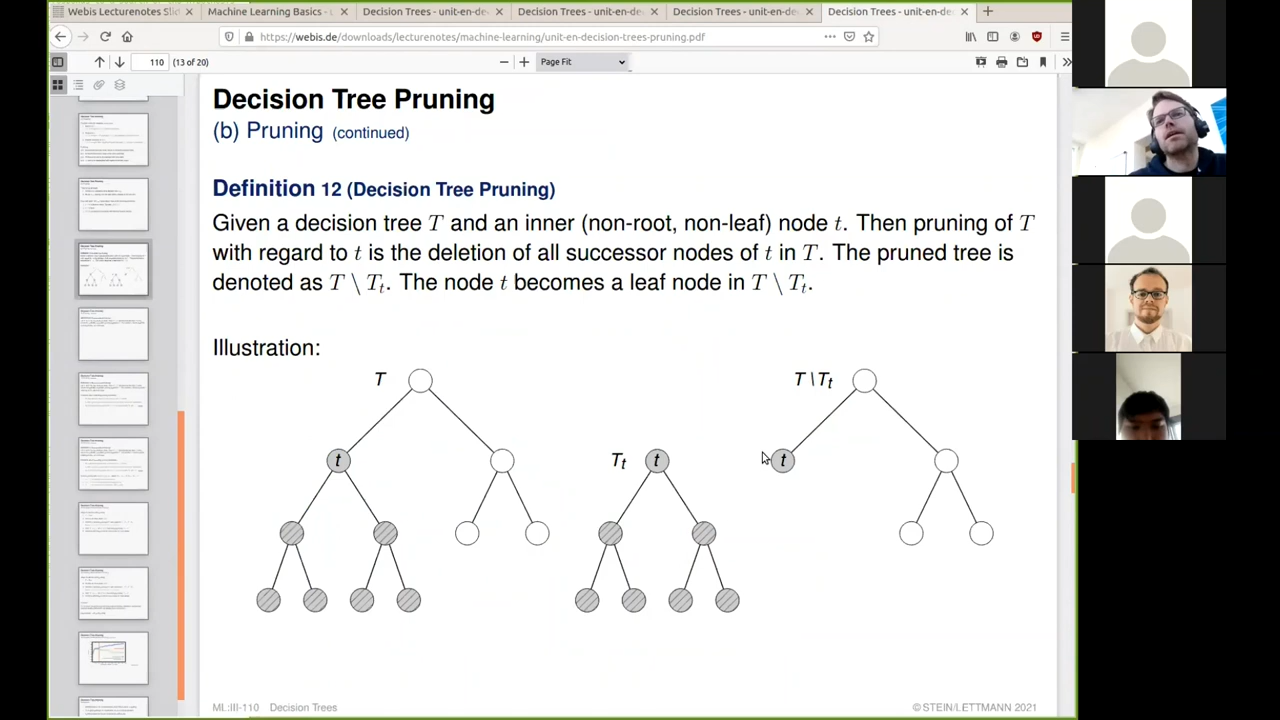 Webis Lecturenotes Sli
Machine Learning Basics -
Decision Trees - unit-en-de
Decision Trees - unit-en-de
Decision Trees - unit-en-de
Decision Trees - unit-en-de
https://webis.de/downloads/lecturenotes/machine-learning/unit-en-decision-trees-pruning.pdf
110 (13 of 20)
Page Fit
Decision Tree Pruning
(b) Pruning (continued)
Definition 12 (Decision Tree Pruning)
Given a decision tree T and an inner (non-root, non-leaf) node t. Then pruning of T
with regard to t is the deletion of all successor nodes of t in T. The pruned tree is
denoted as T \ Tt. The node t becomes a leaf node in T \ Tt.
Illustration:
T
T \ Tt
t
Tt
t
t
ML:III-110 Decision Trees
© STEIN/LETTMANN 2021